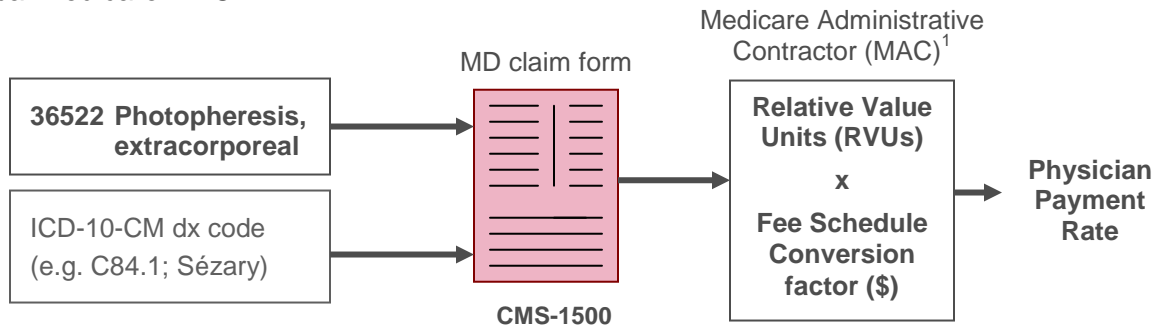 Medicare Administrative
Contractor (MAC)1
MD claim form
36522 Photopheresis,
extracorporeal
ICD-10-CM dx code
(e.g. C84.1; Sézary)
CMS-1500
Relative Value
Units (RVUs)
x
Fee Schedule
Conversion
factor ($)
Physician
Payment
Rate